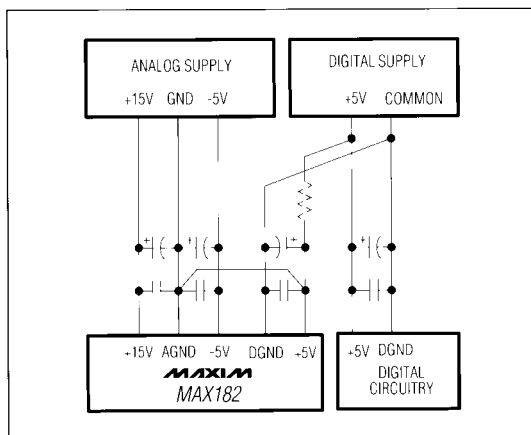 ANALOG SUPPLY
+15V GND -5V
DIGITAL SUPPLY
+5V COMMON
+ + + +
+15V AGND -5V DGND +5V
MAXIM
MAX182
+5V DGND
DIGITAL
CIRCUITRY